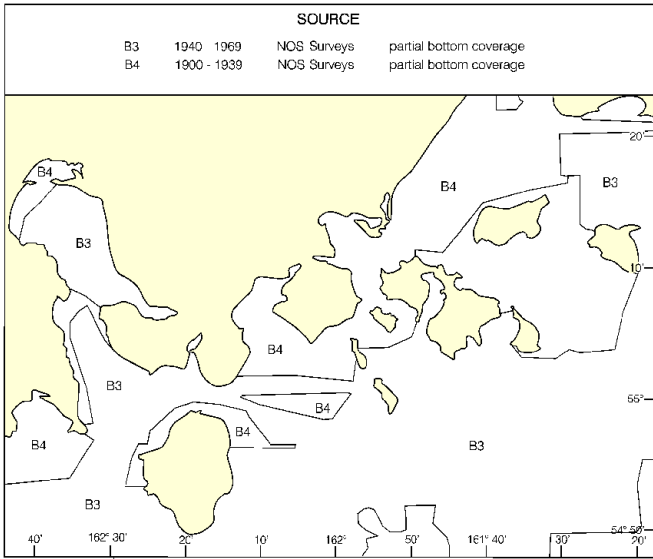 SOURCE
B3 1940 1969 NOS Surveys partial bottom coverage
B4 1900 - 1939 NOS Surveys partial bottom coverage
20'
B4
B4
B3
B3
10'
B4
B3
55°
B4
B4
B4
B3
B3
54° 50'
40' 162° 30' 20' 10' 162° 50' 161° 40' 30' 20'